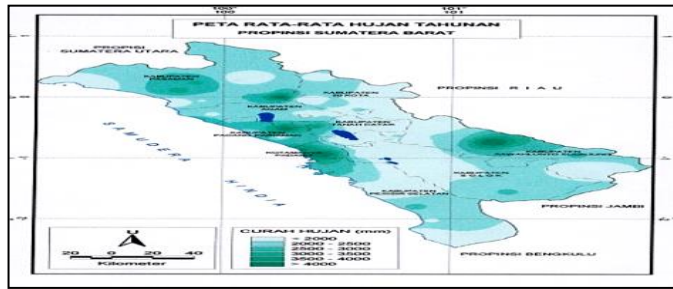 100°
101°
100
101
PETA RATA-RATA HUJAN TAHUNAN
PROPINSI SUMATERA BARAT
PROPISI
SUMATERA UTARA
PROPINSI RIAU
KABUPATEN
PASAMAN
KABUPATEN
50 KOTA
KABUPATEN
AGAM
KABUPATEN
TANAH DATAR
KABUPATEN
PADANG PARIAMAN
KABUPATEN
SAWAHLUNTO SIJUNJUNG
KABUPATEN
SOLOK
KABUPATEN
PESISIR SELATAN
SAMUDERA HINDIA
PROPINSI JAMBI
PROPINSI BENGKULU
U
20 0 20 40
Kilometer
CURAH HUJAN (mm)
< 2000
2000 - 2500
2500 - 3000
3000 - 3500
3500 - 4000
> 4000